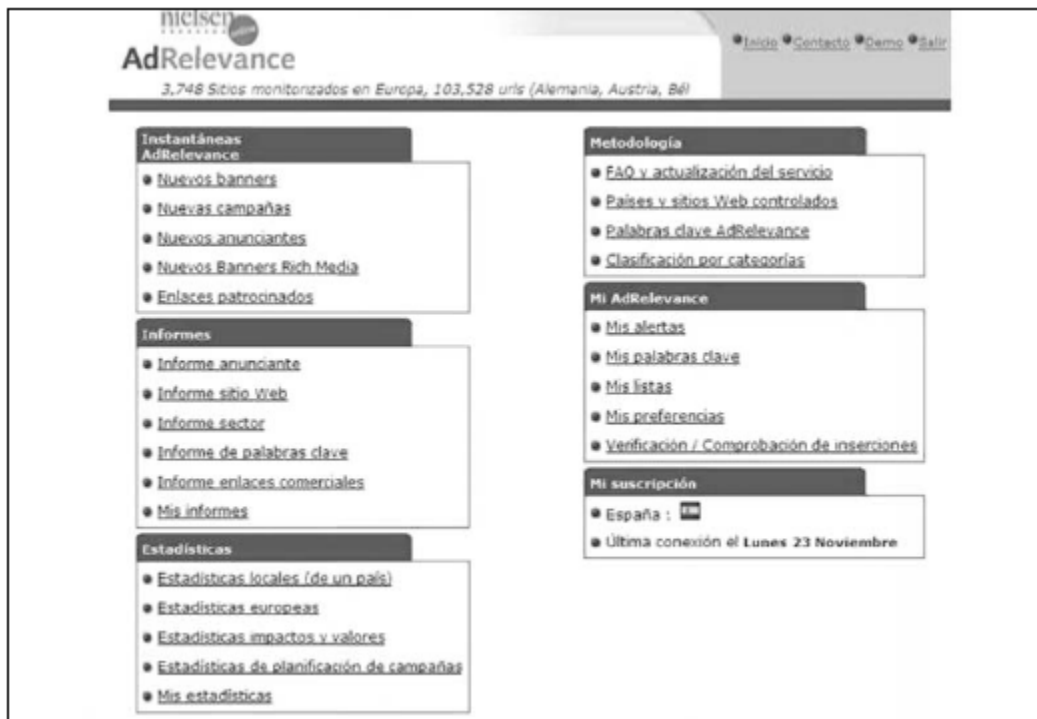 nielsen
online
AdRelevance
3,748 Sitios monitorizados en Europa, 103,528 urls (Alemania, Austria, Bél
Inicio Contacto Demo Salir
Instantáneas
AdRelevance
Nuevos banners
Nuevas campañas
Nuevos anunciantes
Nuevos Banners Rich Media
Enlaces patrocinados
Informes
Informe anunciante
Informe sitio Web
Informe sector
Informe de palabras clave
Informe enlaces comerciales
Mis informes
Estadísticas
Estadísticas locales (de un país)
Estadísticas europeas
Estadísticas impactos y valores
Estadísticas de planificación de campañas
Mis estadísticas
Metodología
FAQ y actualización del servicio
Países y sitios Web controlados
Palabras clave AdRelevance
Clasificación por categorías
Mi AdRelevance
Mis alertas
Mis palabras clave
Mis listas
Mis preferencias
Verificación / Comprobación de inserciones
Mi suscripción
España :
Última conexión el Lunes 23 Noviembre